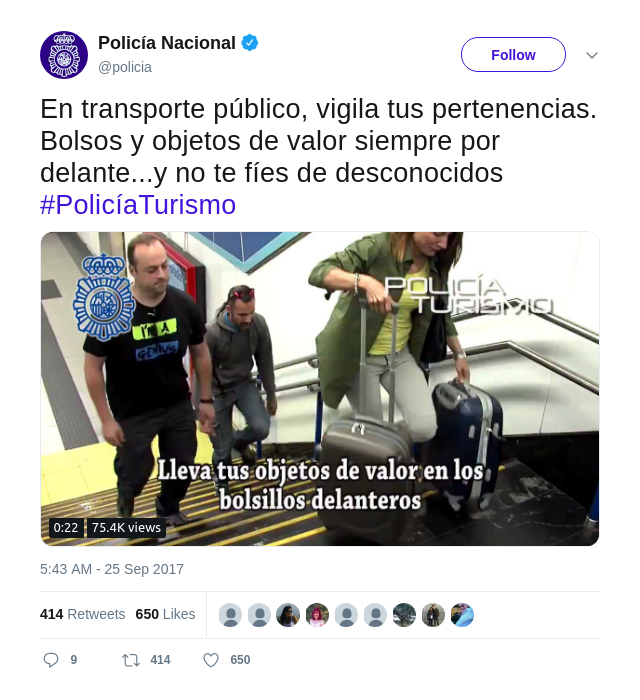 Policía Nacional
@policia
Follow
En transporte público, vigila tus pertenencias.
Bolsos y objetos de valor siempre por
delante...y no te fíes de desconocidos
#PolicíaTurismo
POLICÍA
TURISMO
I'M A
GENIUS
Lleva tus objetos de valor en los
bolsillos delanteros
0:22 75.4K views
5:43 AM - 25 Sep 2017
414 Retweets 650 Likes
9 414 650